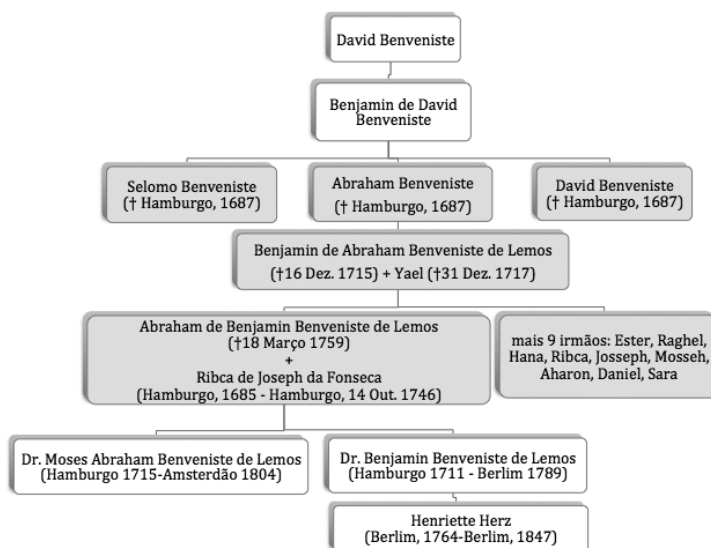 David Benveniste
Benjamin de David
Benveniste
Selomo Benveniste
(† Hamburgo, 1687)
Abraham Benveniste
(† Hamburgo, 1687)
David Benveniste
(† Hamburgo, 1687)
Benjamin de Abraham Benveniste de Lemos
(†16 Dez. 1715) + Yael (†31 Dez. 1717)
Abraham de Benjamin Benveniste de Lemos
(†18 Março 1759)
+
Ribca de Joseph da Fonseca
(Hamburgo, 1685 - Hamburgo, 14 Out. 1746)
mais 9 irmãos: Ester, Raghel,
Hana, Ribca, Josseph, Mosseh,
Aharon, Daniel, Sara
Dr. Moses Abraham Benveniste de Lemos
(Hamburgo 1715-Amsterdão 1804)
Dr. Benjamin Benveniste de Lemos
(Hamburgo 1711 - Berlim 1789)
Henriette Herz
(Berlim, 1764-Berlim, 1847)